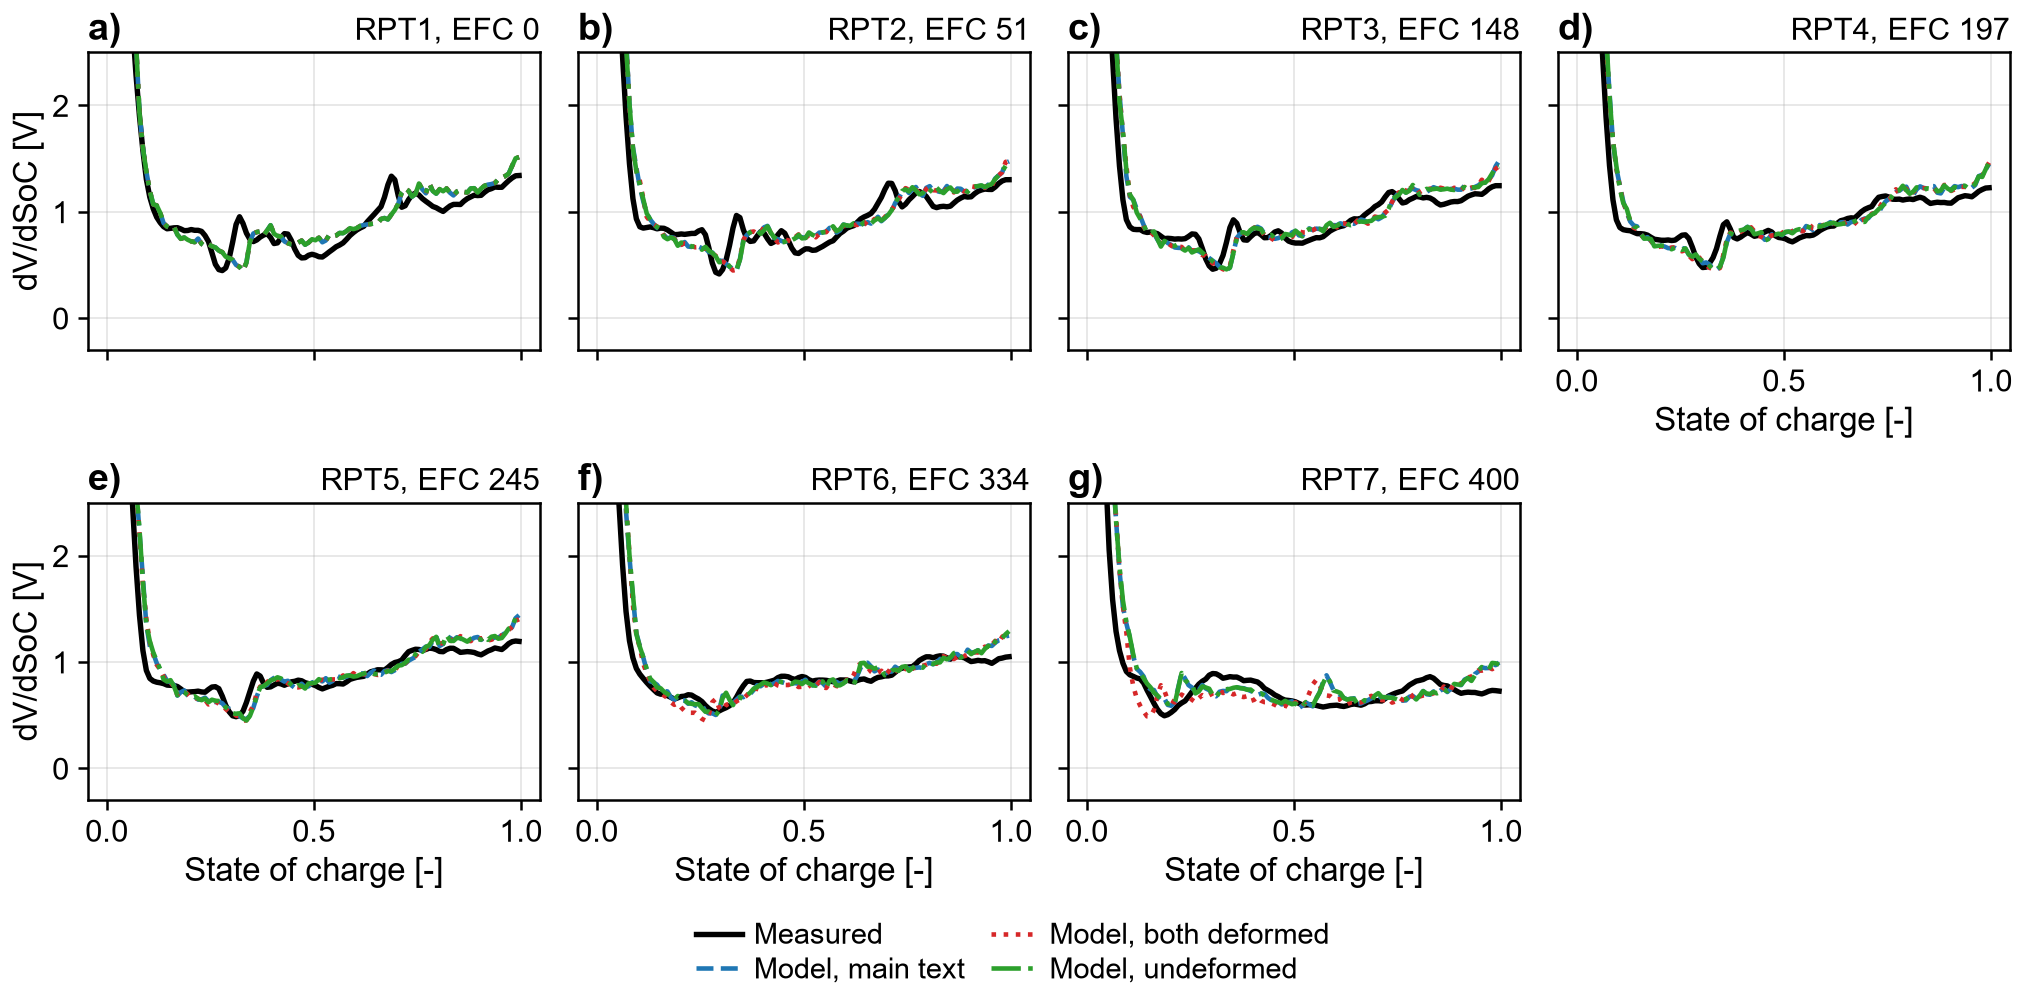 a) RPT1, EFC 0
b) RPT2, EFC 51
c) RPT3, EFC 148
d) RPT4, EFC 197
dV/dSoC [V]
2
1
0
0.0 0.5 1.0
State of charge [-]
e) RPT5, EFC 245
f) RPT6, EFC 334
g) RPT7, EFC 400
dV/dSoC [V]
2
1
0
0.0 0.5 1.0
0.0 0.5 1.0
0.0 0.5 1.0
State of charge [-]
State of charge [-]
State of charge [-]
Measured
Model, main text
Model, both deformed
Model, undeformed